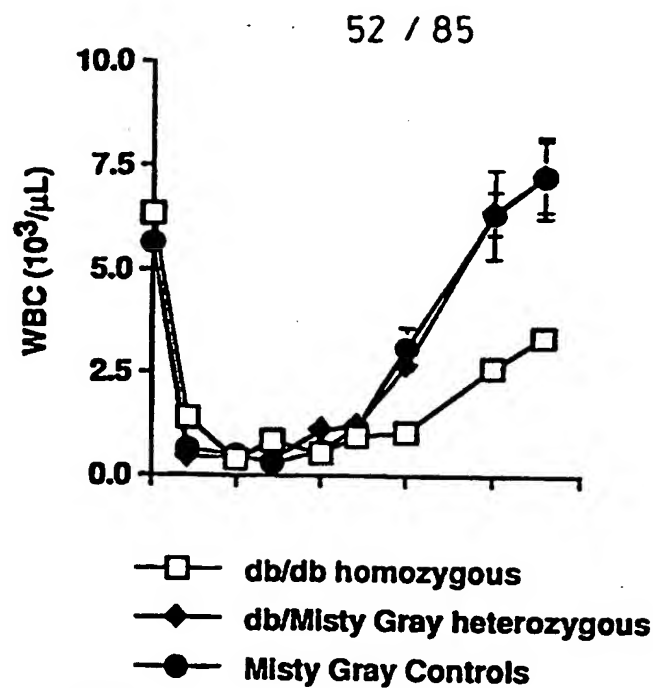 52 / 85
10.0
7.5
5.0
2.5
0.0
WBC (10³/µL)
db/db homozygous
db/Misty Gray heterozygous
Misty Gray Controls